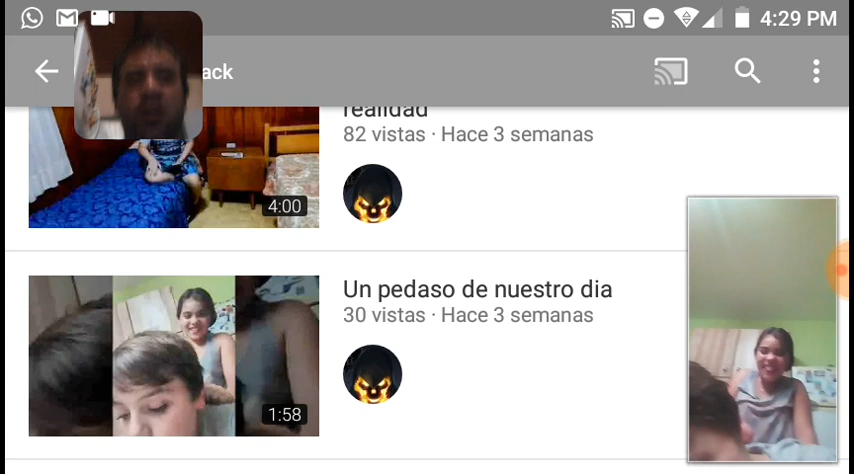 4:29 PM
ack
realidad
82 vistas · Hace 3 semanas
4:00
Un pedaso de nuestro dia
30 vistas · Hace 3 semanas
1:58